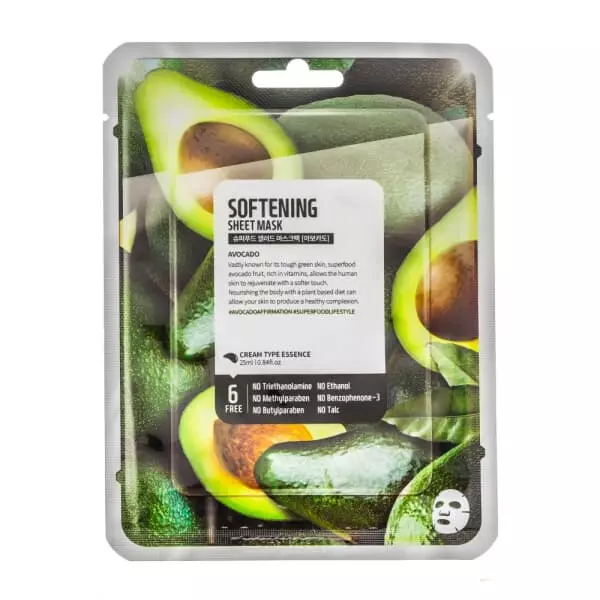 SOFTENING
SHEET MASK
슈퍼푸드 샐러드 마스크팩 [아보카도]
AVOCADO
Vastly known for its tough green skin, superfood
avocado fruit, rich in vitamins, allows the human
skin to rejuvenate with a softer touch.
Nourishing the body with a plant based diet can
allow your skin to produce a healthy complexion.
#AVOCADOAFFIRMATION #SUPERFOODLIFESTYLE
CREAM TYPE ESSENCE
25ml | 0.84fl.oz
6 FREE
NO Triethanolamine NO Ethanol
NO Methylparaben NO Benzophenone-3
NO Butylparaben NO Talc